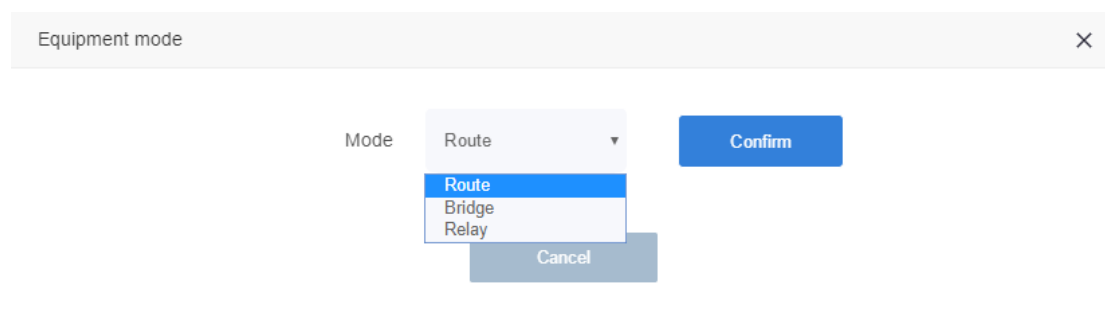 Equipment mode
Mode Route Confirm
Route
Bridge
Relay
Cancel